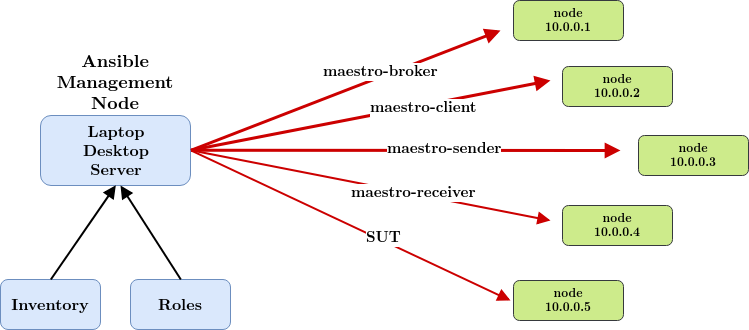 Ansible
Management
Node
Laptop
Desktop
Server
Inventory
Roles
maestro-broker
maestro-client
maestro-sender
maestro-receiver
SUT
node
10.0.0.1
node
10.0.0.2
node
10.0.0.3
node
10.0.0.4
node
10.0.0.5